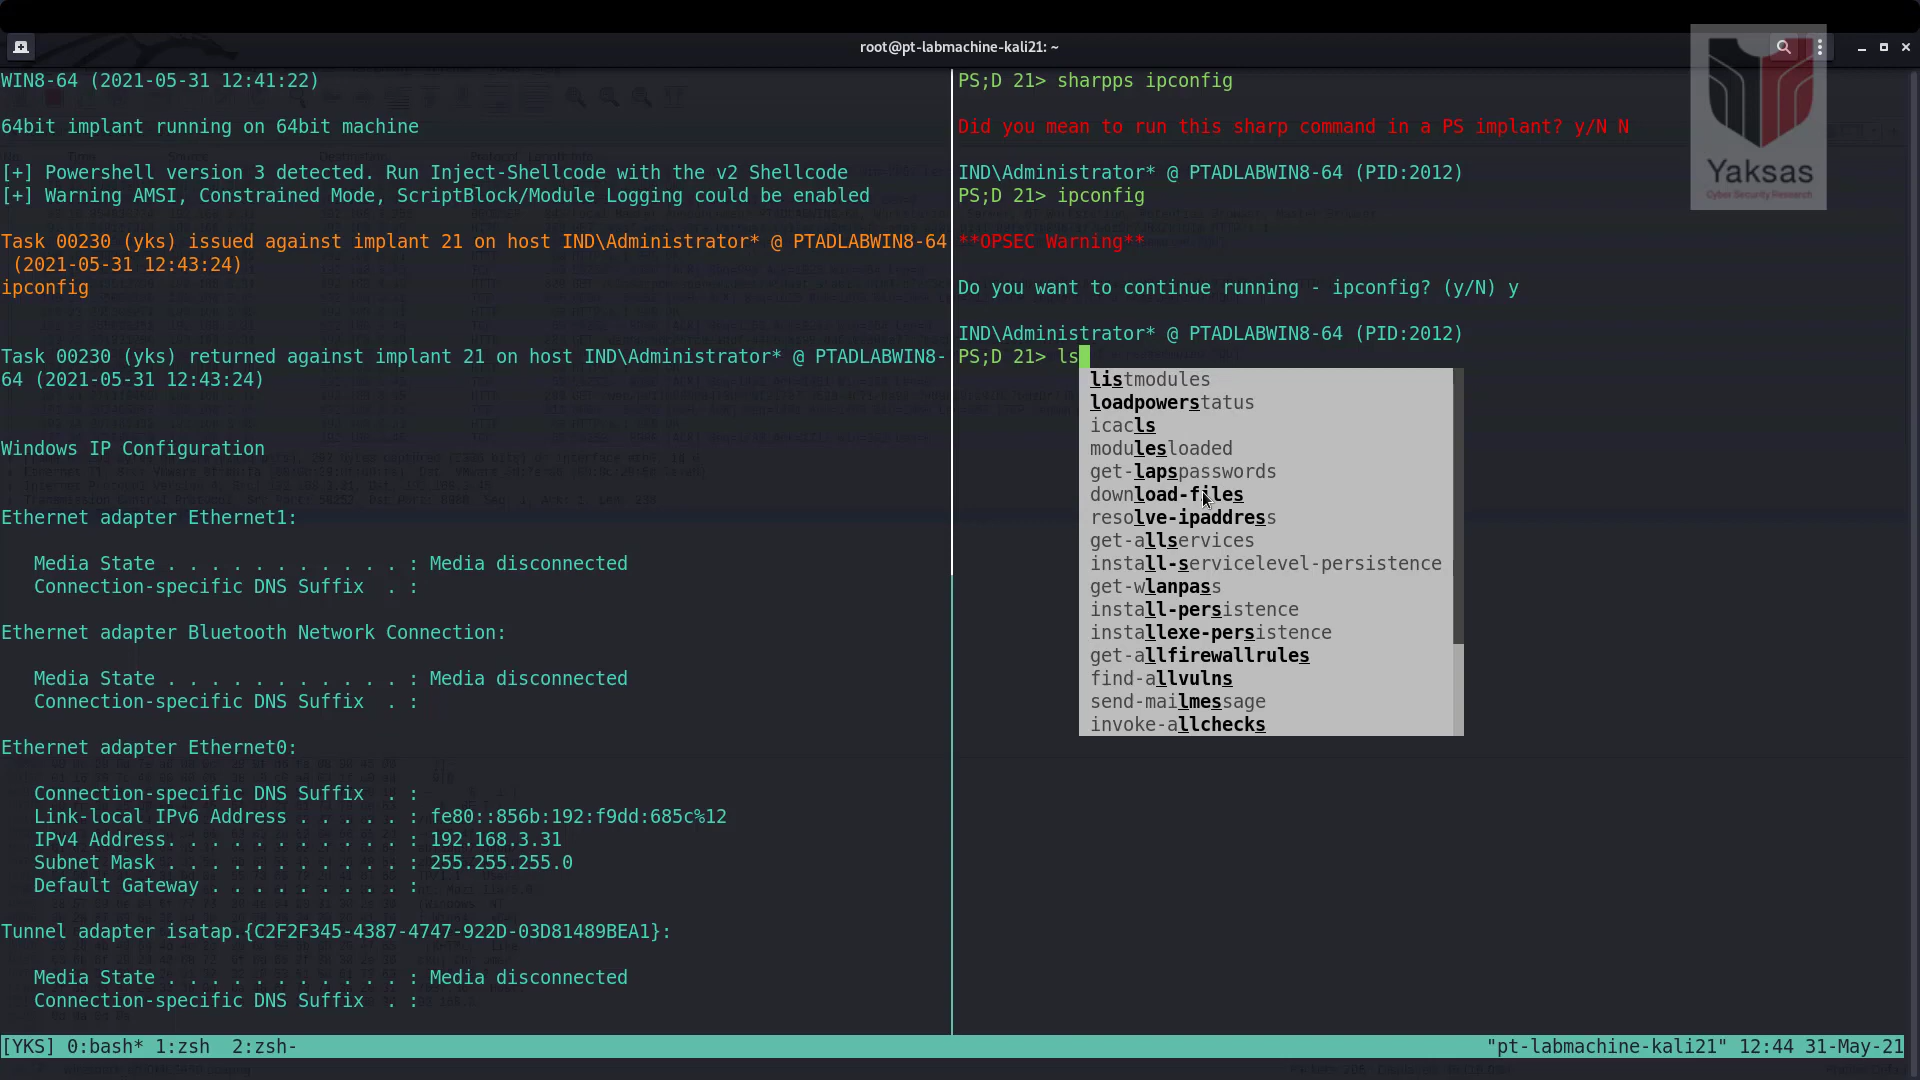 root@pt-labmachine-kali21: ~
Yaksas
Cyber Security Research
WIN8-64 (2021-05-31 12:41:22)
64bit implant running on 64bit machine
[+] Powershell version 3 detected. Run Inject-Shellcode with the v2 Shellcode
[+] Warning AMSI, Constrained Mode, ScriptBlock/Module Logging could be enabled
Task 00230 (yks) issued against implant 21 on host IND\Administrator* @ PTADLABWIN8-64
(2021-05-31 12:43:24)
ipconfig
Task 00230 (yks) returned against implant 21 on host IND\Administrator* @ PTADLABWIN8-
64 (2021-05-31 12:43:24)
Windows IP Configuration
Ethernet adapter Ethernet1:
Media State . . . . . . . . . . . : Media disconnected
Connection-specific DNS Suffix  . :
Ethernet adapter Bluetooth Network Connection:
Media State . . . . . . . . . . . : Media disconnected
Connection-specific DNS Suffix  . :
Ethernet adapter Ethernet0:
Connection-specific DNS Suffix  . :
Link-local IPv6 Address . . . . . : fe80::856b:192:f9dd:685c%12
IPv4 Address. . . . . . . . . . . : 192.168.3.31
Subnet Mask . . . . . . . . . . . : 255.255.255.0
Default Gateway . . . . . . . . . :
Tunnel adapter isatap.{C2F2F345-4387-4747-922D-03D81489BEA1}:
Media State . . . . . . . . . . . : Media disconnected
Connection-specific DNS Suffix  . :
PS;D 21> sharpps ipconfig
Did you mean to run this sharp command in a PS implant? y/N N
IND\Administrator* @ PTADLABWIN8-64 (PID:2012)
PS;D 21> ipconfig
**OPSEC Warning**
Do you want to continue running - ipconfig? (y/N) y
IND\Administrator* @ PTADLABWIN8-64 (PID:2012)
PS;D 21> ls
listmodules
loadpowerstatus
icacls
modulesloaded
get-lapspasswords
download-files
resolve-ipaddress
get-allservices
install-servicelevel-persistence
get-wlanpass
install-persistence
installexe-persistence
get-allfirewallrules
find-allvulns
send-mailmessage
invoke-allchecks
[YKS] 0:bash* 1:zsh  2:zsh-
"pt-labmachine-kali21" 12:44 31-May-21